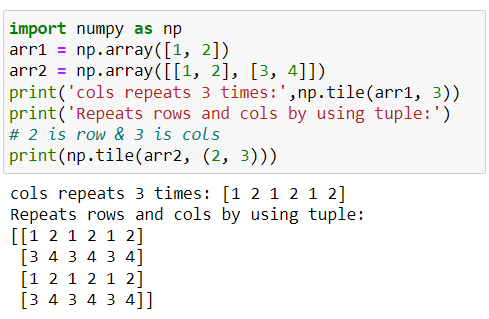 import numpy as np
arr1 = np.array([1, 2])
arr2 = np.array([[1, 2], [3, 4]])
print('cols repeats 3 times:',np.tile(arr1, 3))
print('Repeats rows and cols by using tuple:')
# 2 is row & 3 is cols
print(np.tile(arr2, (2, 3)))
cols repeats 3 times: [1 2 1 2 1 2]
Repeats rows and cols by using tuple:
[[1 2 1 2 1 2]
 [3 4 3 4 3 4]
 [1 2 1 2 1 2]
 [3 4 3 4 3 4]]